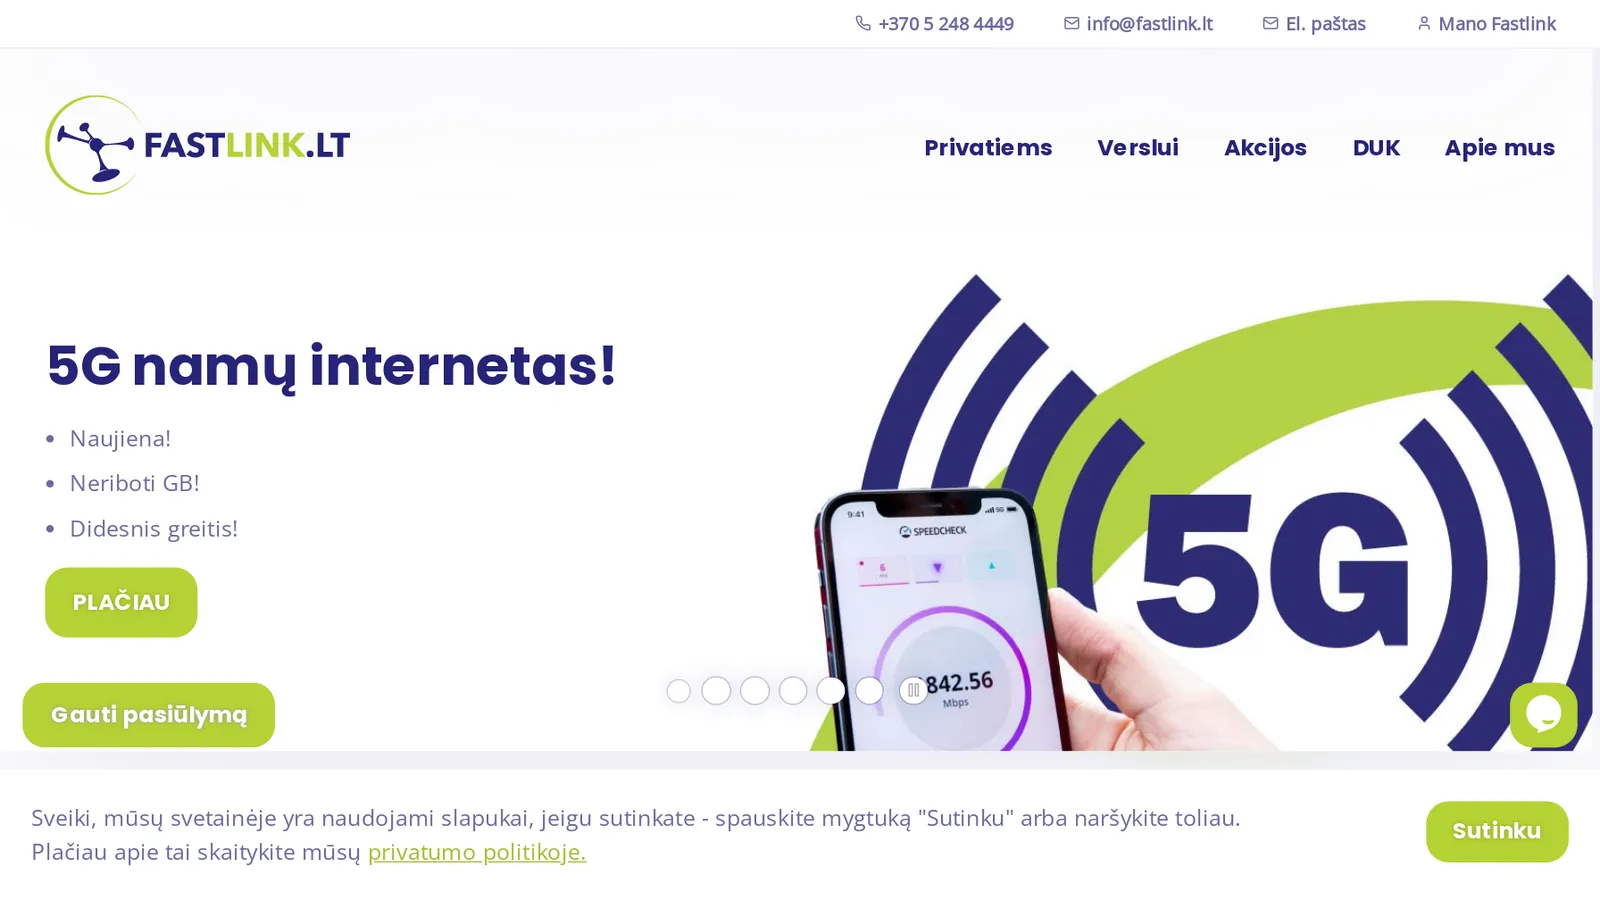 +370 5 248 4449 info@fastlink.lt El. paštas Mano Fastlink
FASTLINK.LT
Privatiems Verslui Akcijos DUK Apie mus
5G namų internetas!
Naujiena!
Neriboti GB!
Didesnis greitis!
PLAČIAU
9:41 5G
SPEEDCHECK
6
ms
842.56
Mbps
5G
Gauti pasiūlymą
Sveiki, mūsų svetainėje yra naudojami slapukai, jeigu sutinkate - spauskite mygtuką "Sutinku" arba naršykite toliau.
Plačiau apie tai skaitykite mūsų privatumo politikoje.
Sutinku